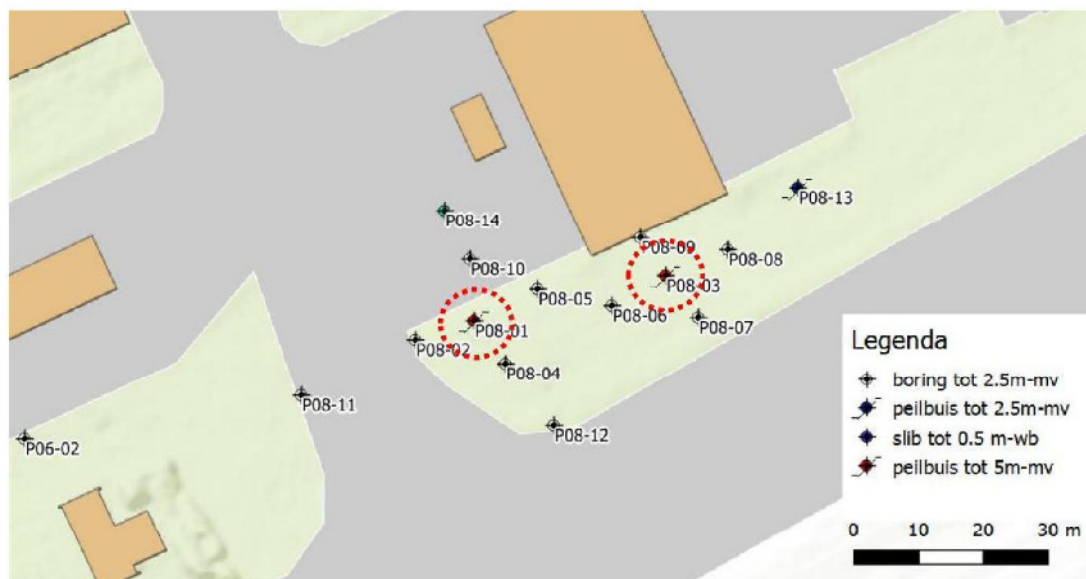 P08-13
P08-14
P08-09
P08-08
P08-10
P08-03
P08-05
P08-06
P08-07
P08-01
P08-02
P08-04
P08-11
P08-12
P06-02
Legenda
boring tot 2.5m-mv
peilbuis tot 2.5m-mv
slib tot 0.5 m-wb
peilbuis tot 5m-mv
0 10 20 30 m